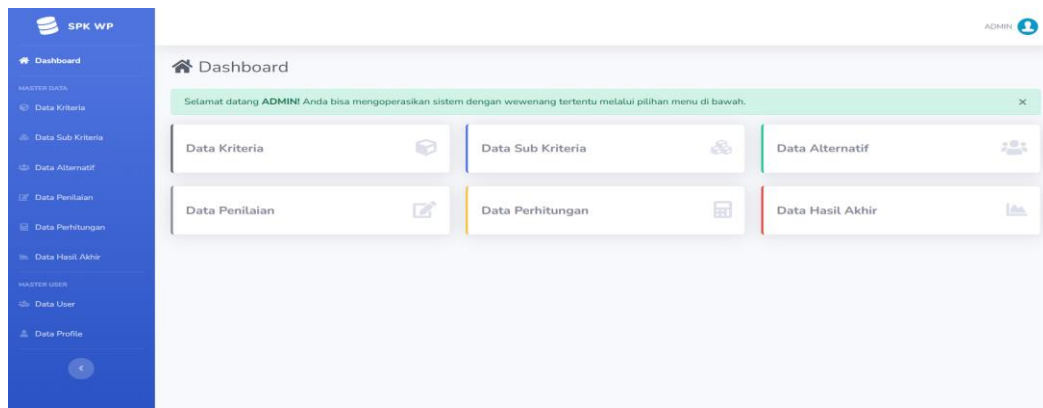 SPK WP
ADMIN
Dashboard
MASTER DATA
Data Kriteria
Data Sub Kriteria
Data Alternatif
Data Penilaian
Data Perhitungan
Data Hasil Akhir
MASTER USER
Data User
Data Profile
Dashboard
Selamat datang ADMIN! Anda bisa mengoperasikan sistem dengan wewenang tertentu melalui pilihan menu di bawah.
Data Kriteria
Data Sub Kriteria
Data Alternatif
Data Penilaian
Data Perhitungan
Data Hasil Akhir